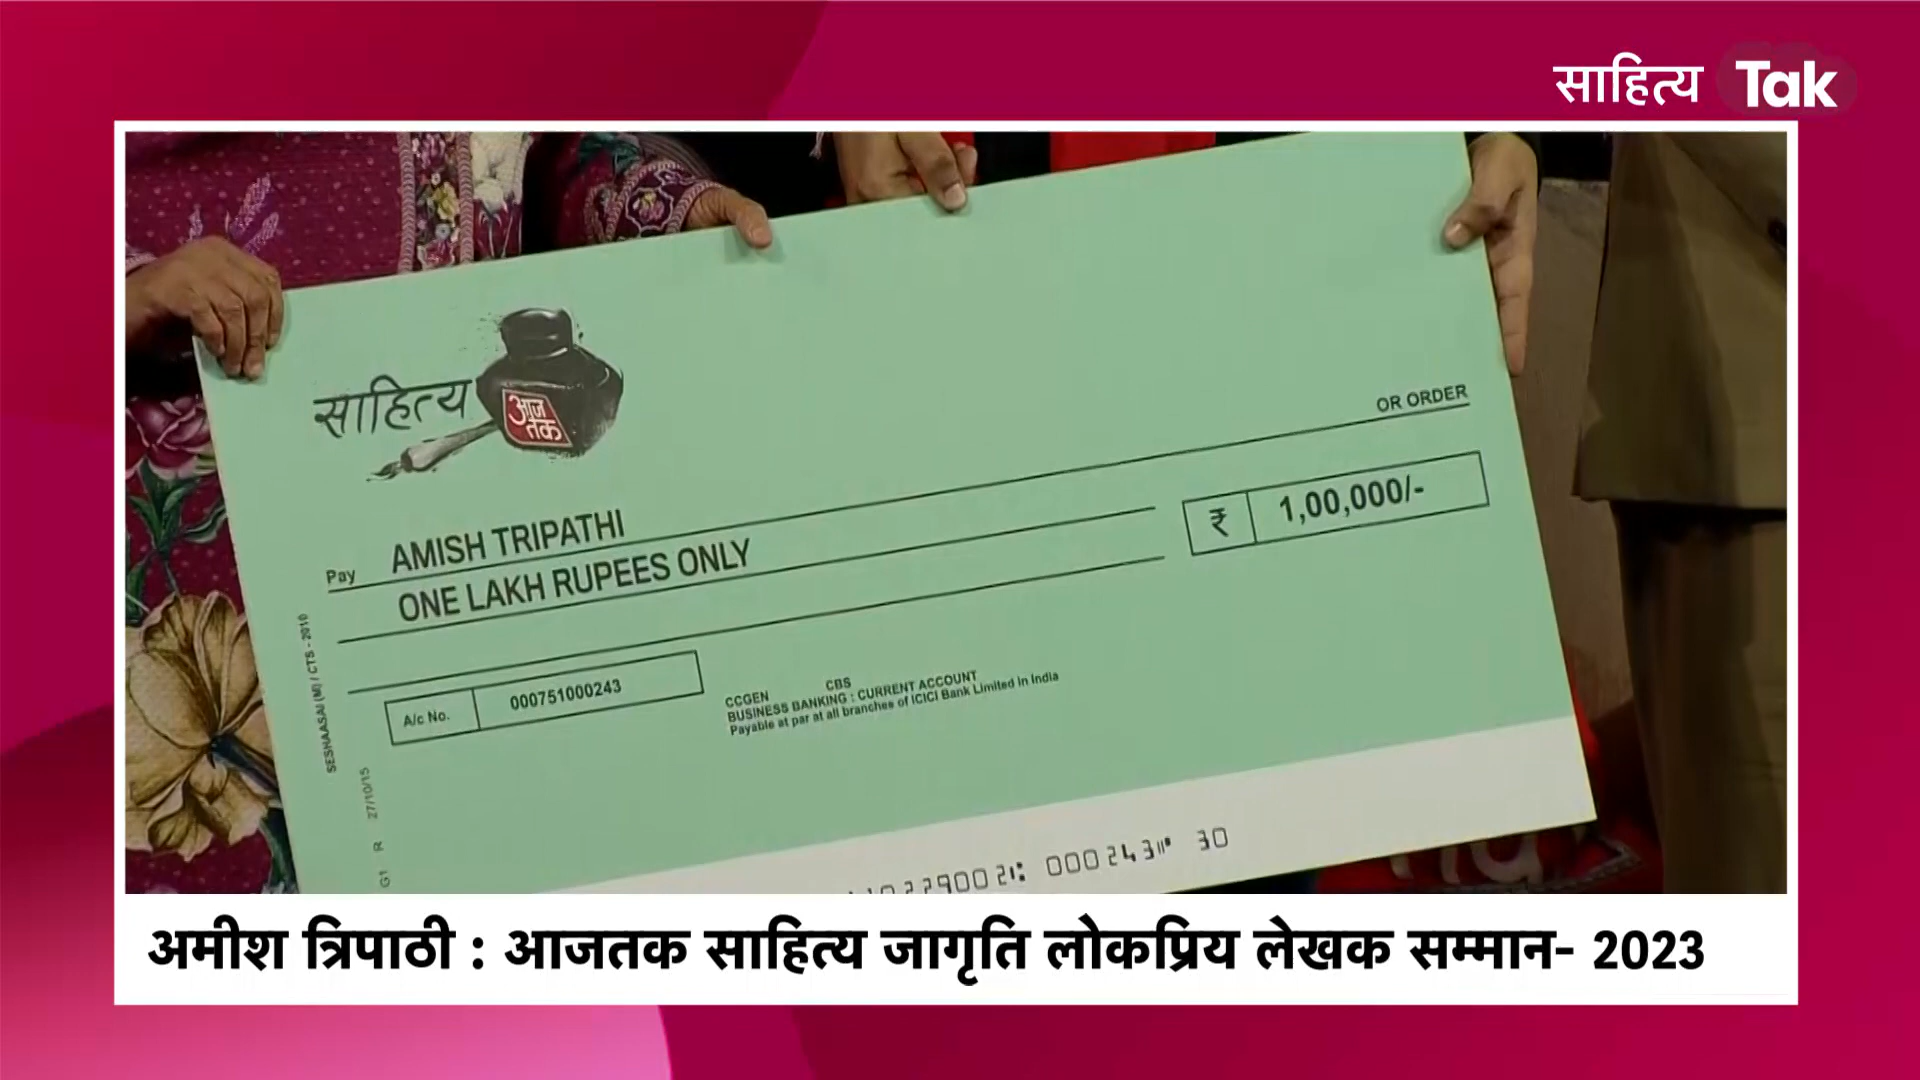 साहित्य Tak
साहित्य
आज
तक
OR ORDER
Pay AMISH TRIPATHI
ONE LAKH RUPEES ONLY
₹ 1,00,000/-
A/c No. 000751000243
CCGEN CBS
BUSINESS BANKING : CURRENT ACCOUNT
Payable at par at all branches of ICICI Bank Limited in India
SESHAASAI (M) / CTS - 2010
G1 R 27/10/15
000243 30
अमीश त्रिपाठी : आजतक साहित्य जागृति लोकप्रिय लेखक सम्मान- 2023